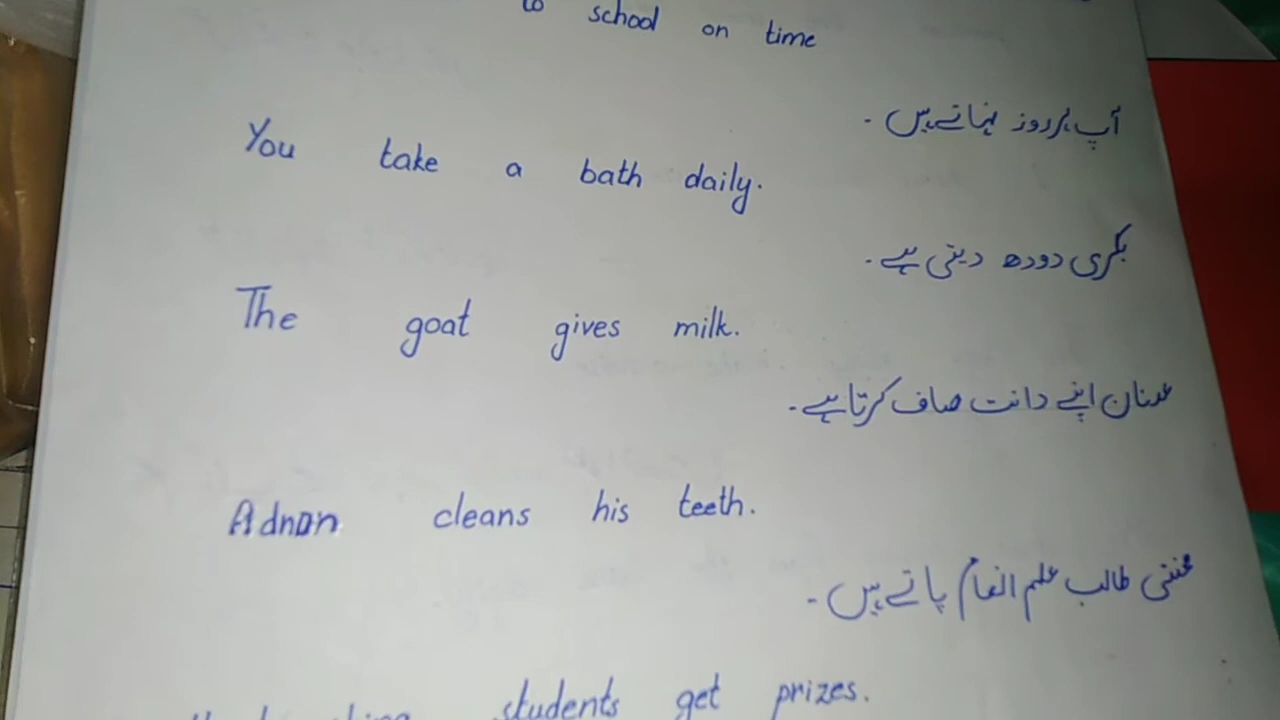 to school on time
آپ ہر روز نہاتے ہیں۔
You take a bath daily.
بکری دودھ دیتی ہے۔
The goat gives milk.
عدنان اپنے دانت صاف کرتا ہے۔
Adnan cleans his teeth.
محنتی طالب علم انعام پاتے ہیں۔
students get prizes.